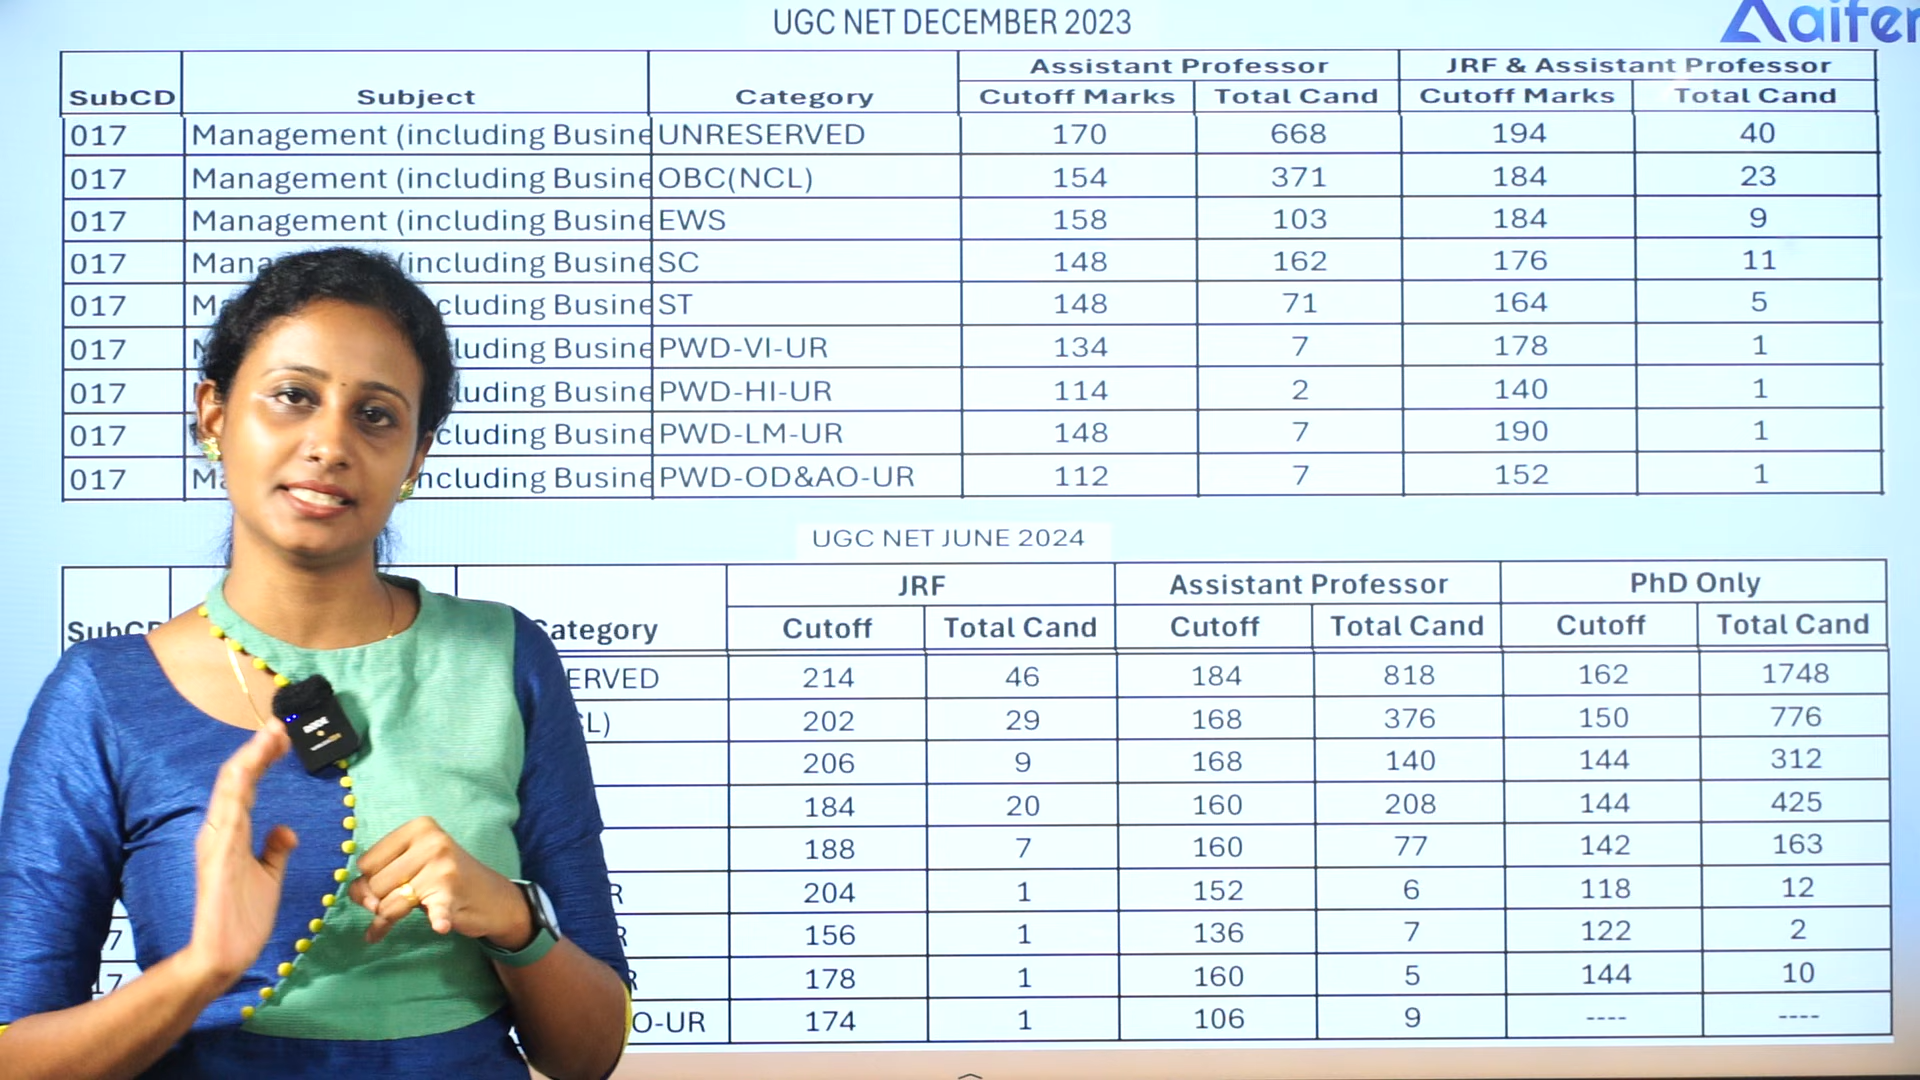 UGC NET DECEMBER 2023
Aaifer
Assistant Professor JRF & Assistant Professor
SubCD Subject Category Cutoff Marks Total Cand Cutoff Marks Total Cand
017 Management (including Busine UNRESERVED 170 668 194 40
017 Management (including Busine OBC(NCL) 154 371 184 23
017 Management (including Busine EWS 158 103 184 9
017 Mana (including Busine SC 148 162 176 11
017 Ma cluding Busine ST 148 71 164 5
017 luding Busine PWD-VI-UR 134 7 178 1
017 luding Busine PWD-HI-UR 114 2 140 1
017 cluding Busine PWD-LM-UR 148 7 190 1
017 Ma ncluding Busine PWD-OD&AO-UR 112 7 152 1
UGC NET JUNE 2024
JRF Assistant Professor PhD Only
SubCD Category Cutoff Total Cand Cutoff Total Cand Cutoff Total Cand
ERVED 214 46 184 818 162 1748
CL) 202 29 168 376 150 776
206 9 168 140 144 312
184 20 160 208 144 425
188 7 160 77 142 163
R 204 1 152 6 118 12
7 R 156 1 136 7 122 2
17 R 178 1 160 5 144 10
O-UR 174 1 106 9 ---- ----